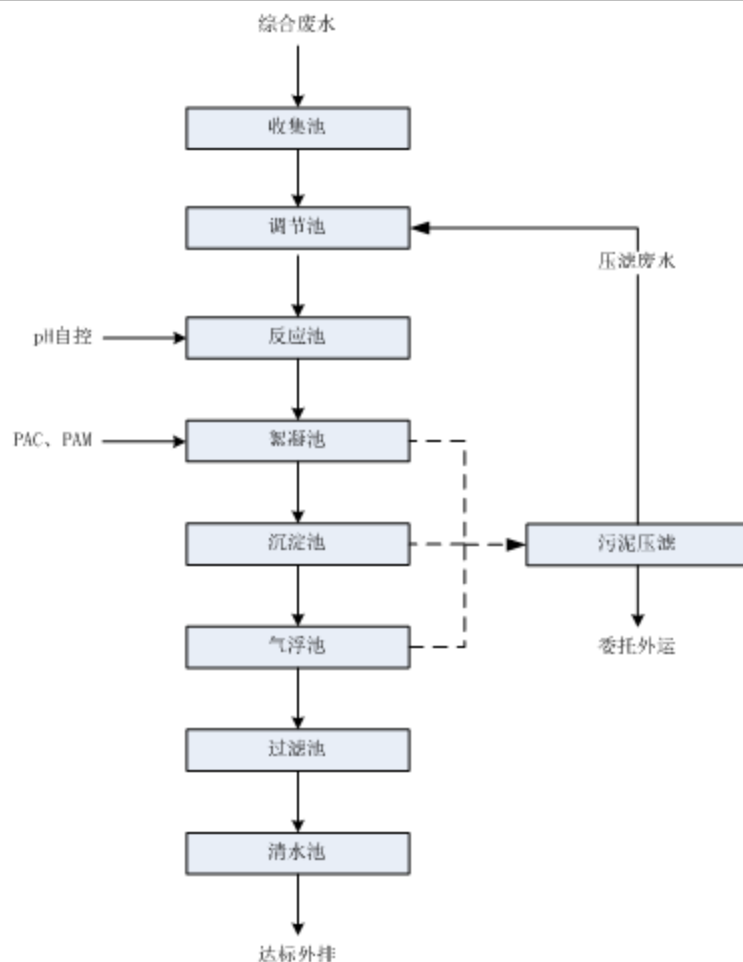 综合废水
收集池
调节池
压滤废水
pH自控
反应池
PAC、PAM
絮凝池
沉淀池
污泥压滤
气浮池
委托外运
过滤池
清水池
达标外排